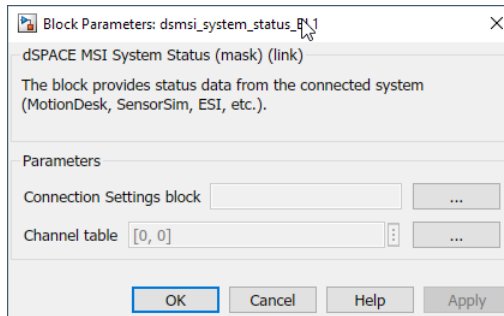 Block Parameters: dsmsi_system_status_Bl1
dSPACE MSI System Status (mask) (link)
The block provides status data from the connected system
(MotionDesk, SensorSim, ESI, etc.).
Parameters
Connection Settings block
...
Channel table
[0, 0]
...
OK
Cancel
Help
Apply